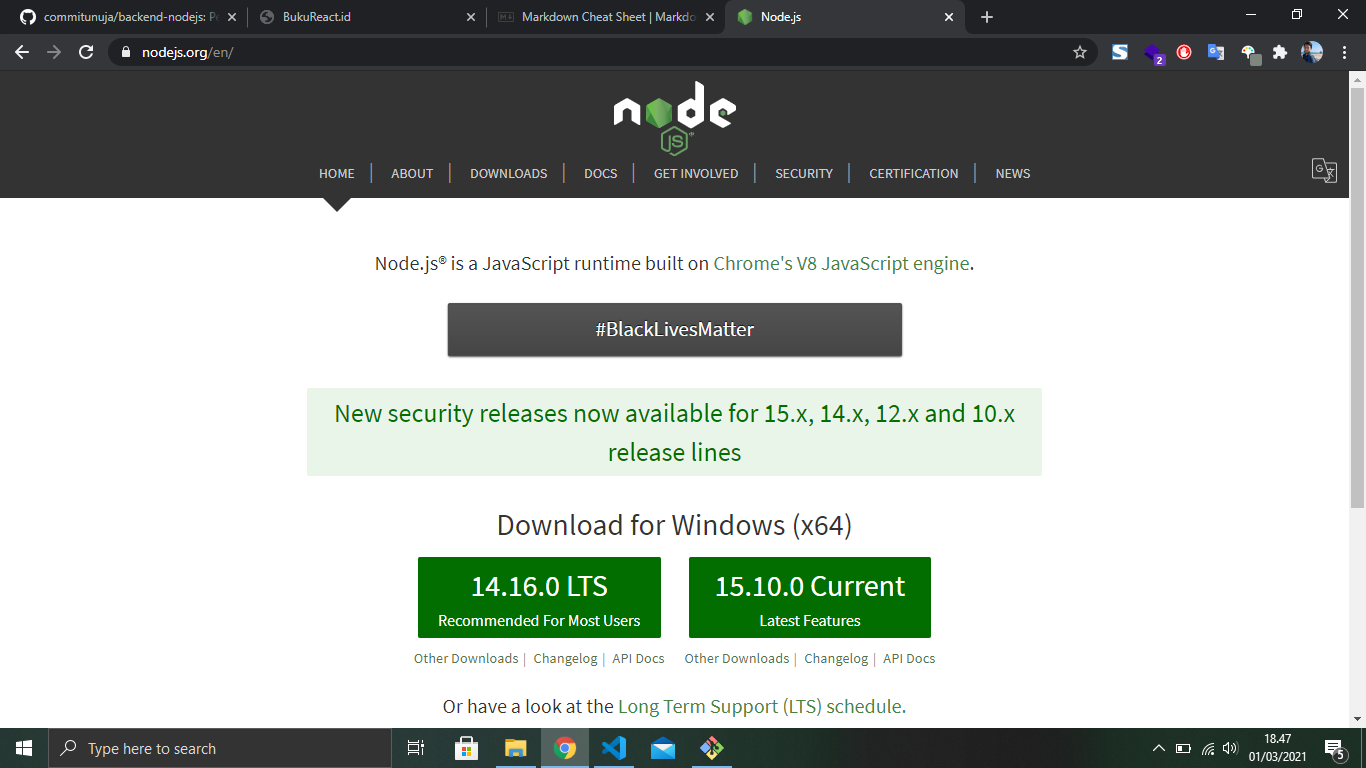 commitunuja/backend-nodejs: Pe
BukuReact.id
Markdown Cheat Sheet | Markdo
Node.js
nodejs.org/en/
2
node
JS
HOME
ABOUT
DOWNLOADS
DOCS
GET INVOLVED
SECURITY
CERTIFICATION
NEWS
Node.js® is a JavaScript runtime built on Chrome's V8 JavaScript engine.
#BlackLivesMatter
New security releases now available for 15.x, 14.x, 12.x and 10.x
release lines
Download for Windows (x64)
14.16.0 LTS
Recommended For Most Users
15.10.0 Current
Latest Features
Other Downloads | Changelog | API Docs
Other Downloads | Changelog | API Docs
Or have a look at the Long Term Support (LTS) schedule.
Type here to search
18.47
01/03/2021
5